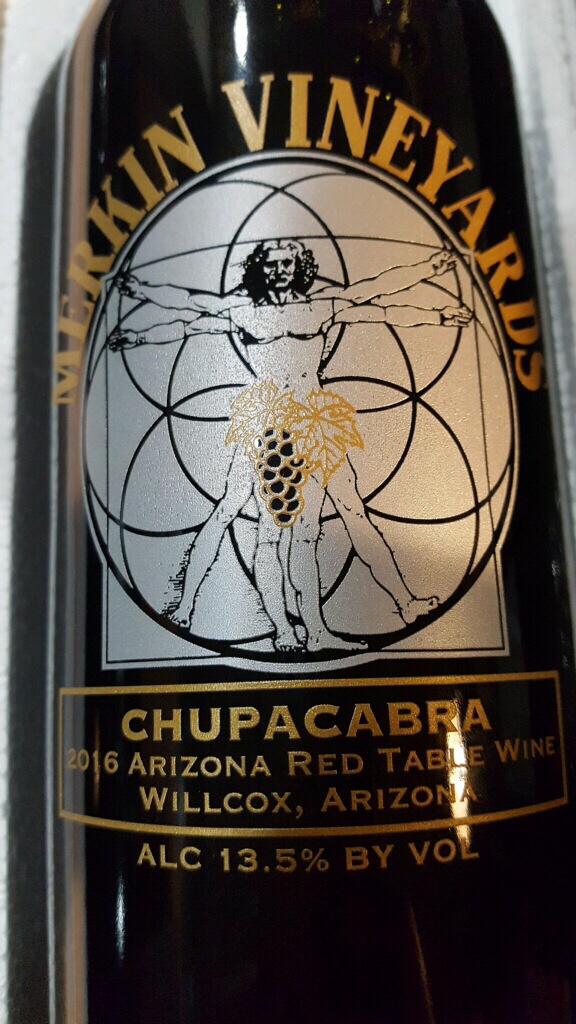 MERKIN VINEYARDS
CHUPACABRA
2016 ARIZONA RED TABLE WINE
WILLCOX, ARIZONA
ALC 13.5% BY VOL